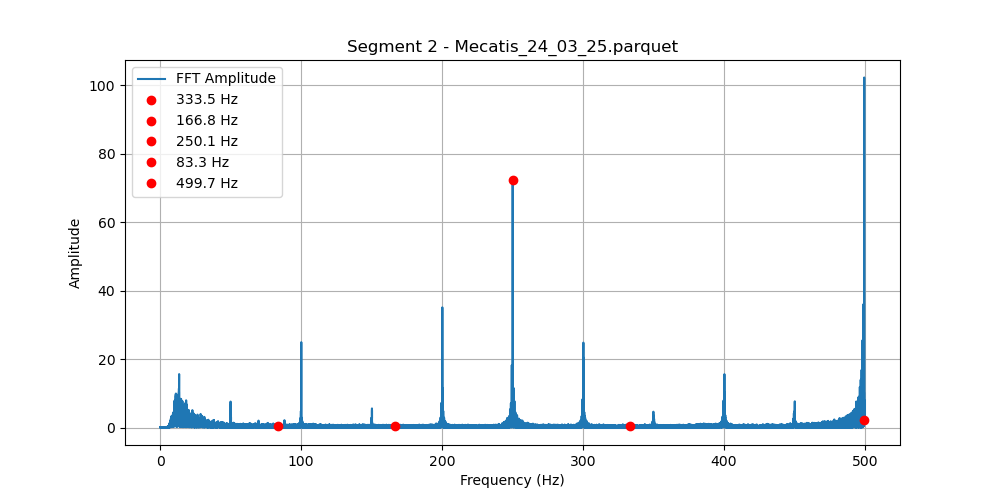 Segment 2 - Mecatis_24_03_25.parquet
FFT Amplitude
333.5 Hz
166.8 Hz
250.1 Hz
83.3 Hz
499.7 Hz
100
80
60
40
20
0
Amplitude
0 100 200 300 400 500
Frequency (Hz)